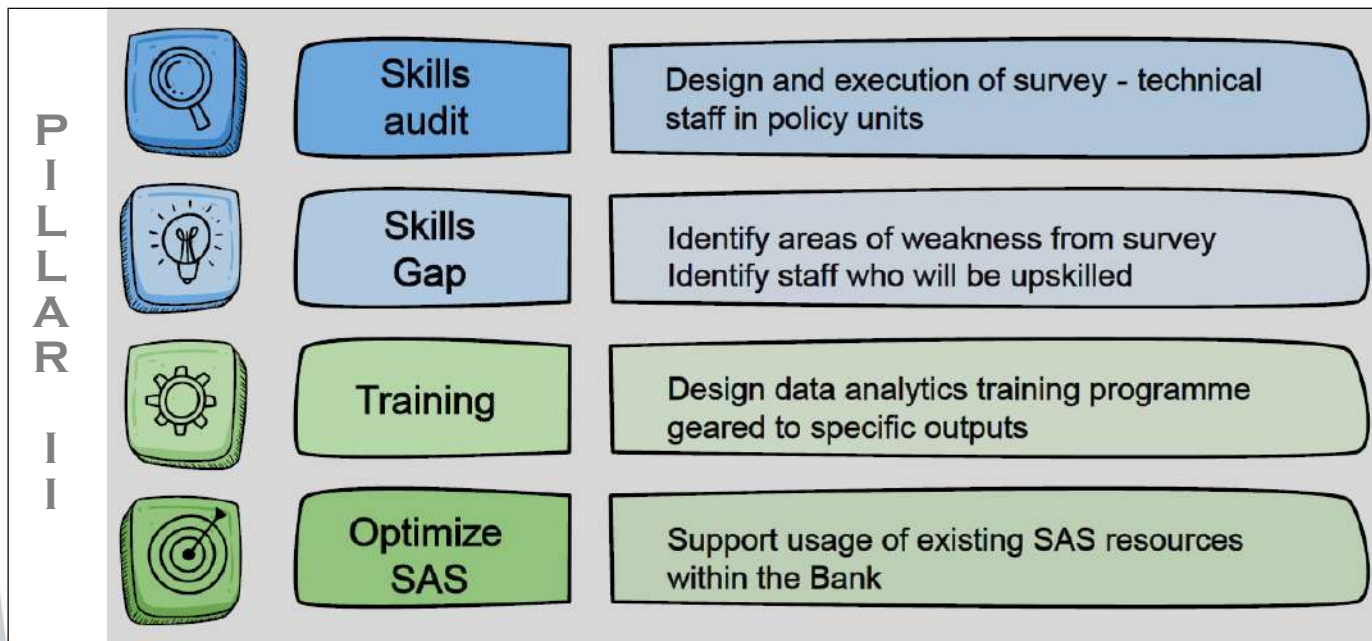 PILLAR II
Skills
audit
Design and execution of survey - technical
staff in policy units
Skills
Gap
Identify areas of weakness from survey
Identify staff who will be upskilled
Training
Design data analytics training programme
geared to specific outputs
Optimize
SAS
Support usage of existing SAS resources
within the Bank